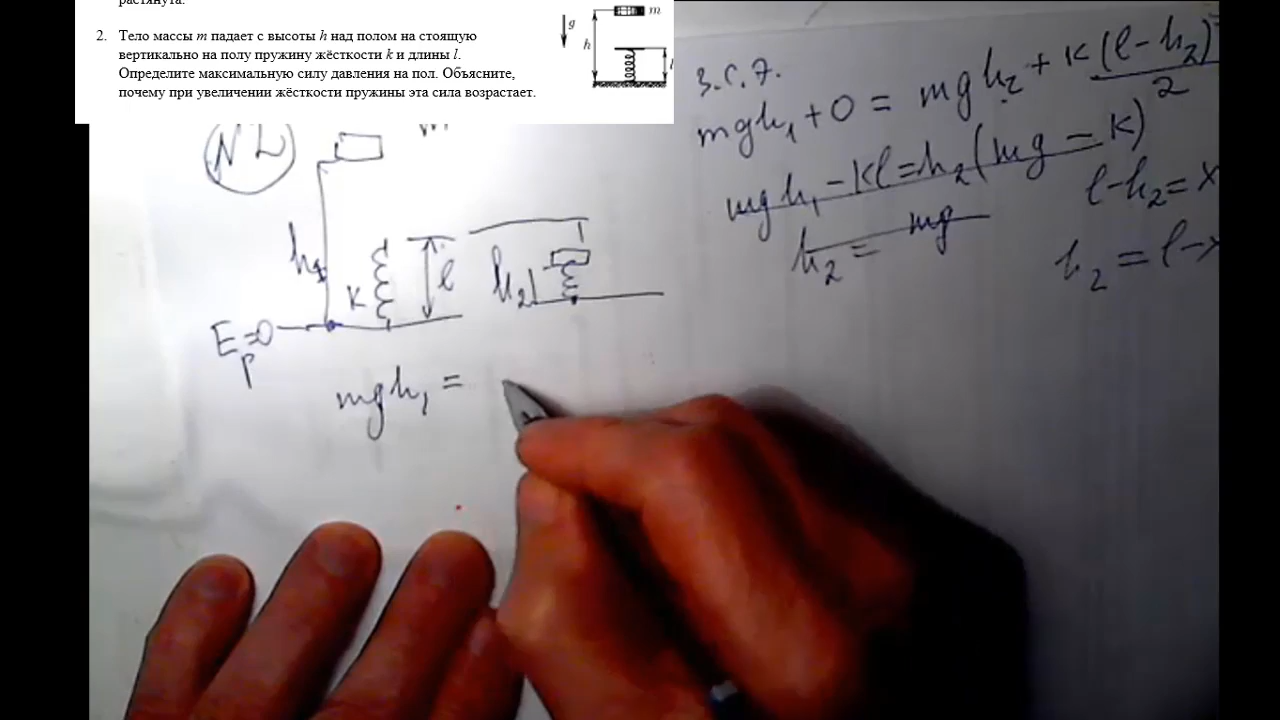 растянута.
2. Тело массы m падает с высоты h над полом на стоящую
вертикально на полу пружину жёсткости k и длины l.
Определите максимальную силу давления на пол. Объясните,
почему при увеличении жёсткости пружины эта сила возрастает.
g
m
h
l
N2
m
h₁
K
l
h₂
E_p=0
mgh₁ =
З.С.Э.
mgh₁ + 0 = mgh₂ + K(l-h₂)²/2
mgh₁ - Kl = h₂(mg - K)
h₂ = mg
l-h₂=x
h₂ = l-x